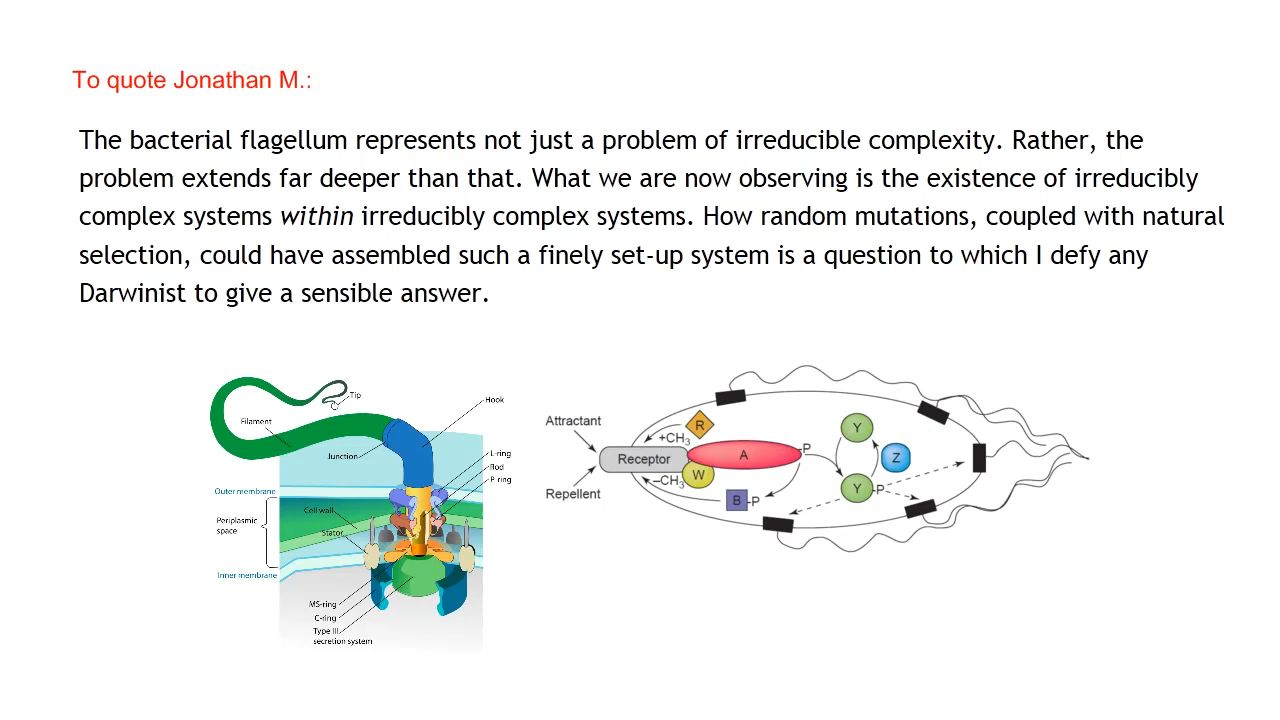 To quote Jonathan M.:
The bacterial flagellum represents not just a problem of irreducible complexity. Rather, the
problem extends far deeper than that. What we are now observing is the existence of irreducibly
complex systems within irreducibly complex systems. How random mutations, coupled with natural
selection, could have assembled such a finely set-up system is a question to which I defy any
Darwinist to give a sensible answer.
Tip
Hook
Filament
Junction
L-ring
Rod
P-ring
Outer membrane
Cell wall
Periplasmic
space
Stator
Inner membrane
MS-ring
C-ring
Type III
secretion system
Attractant
Repellent
Receptor
+CH3
R
A
W
–CH3
P
B
-P
Y
Z
Y
-P